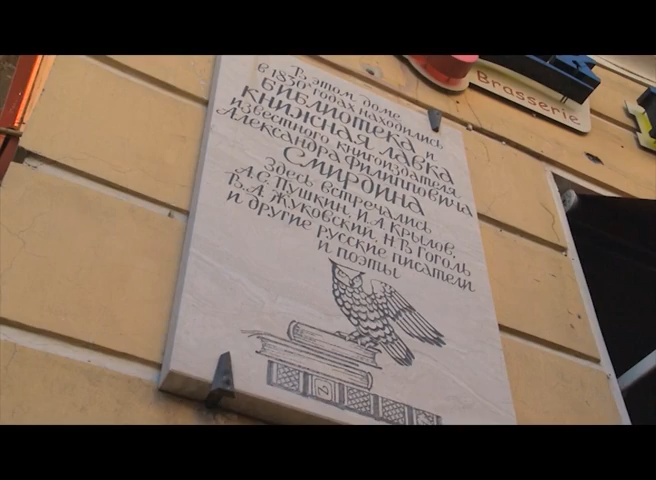 В этом доме
в 1830 годах находились
библиотека и
книжная лавка
известного книгоиздателя
Александра Филипповича
Смирдина
Здесь встречались
А.С. Пушкин, И.А. Крылов,
В.А. Жуковский, Н.В. Гоголь
и другие русские писатели
и поэты
Brasserie